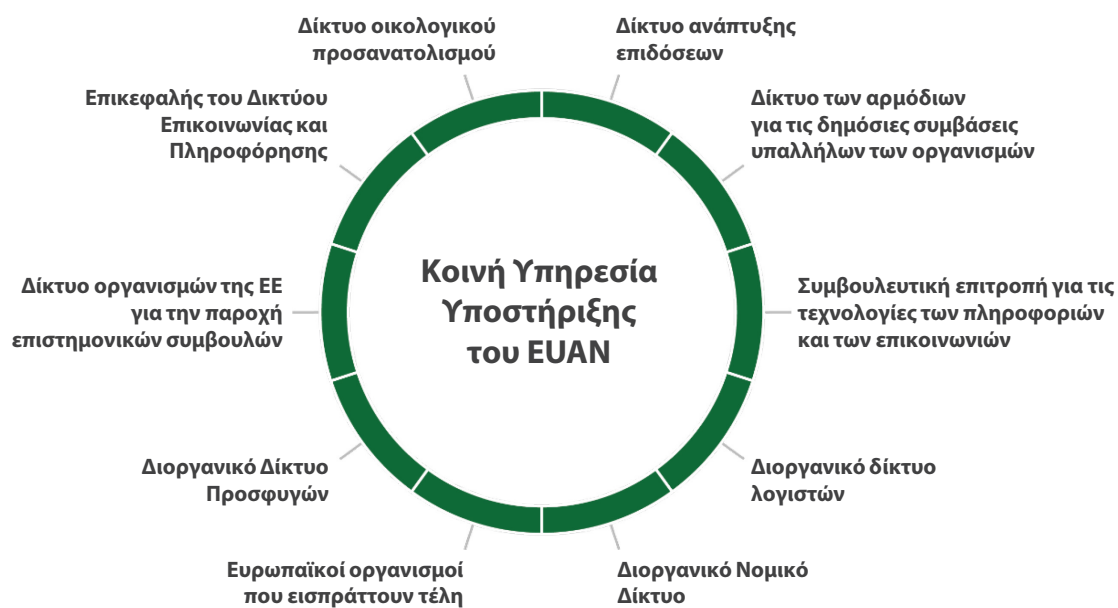 Δίκτυο οικολογικού
προσανατολισμού
Δίκτυο ανάπτυξης
επιδόσεων
Επικεφαλής του Δικτύου
Επικοινωνίας και
Πληροφόρησης
Δίκτυο των αρμόδιων
για τις δημόσιες συμβάσεις
υπαλλήλων των οργανισμών
Κοινή Υπηρεσία
Υποστήριξης
του EUAN
Δίκτυο οργανισμών της ΕΕ
για την παροχή
επιστημονικών συμβουλών
Συμβουλευτική επιτροπή για τις
τεχνολογίες των πληροφοριών
και των επικοινωνιών
Διοργανικό Δίκτυο
Προσφυγών
Διοργανικό δίκτυο
λογιστών
Ευρωπαϊκοί οργανισμοί
που εισπράττουν τέλη
Διοργανικό Νομικό
Δίκτυο